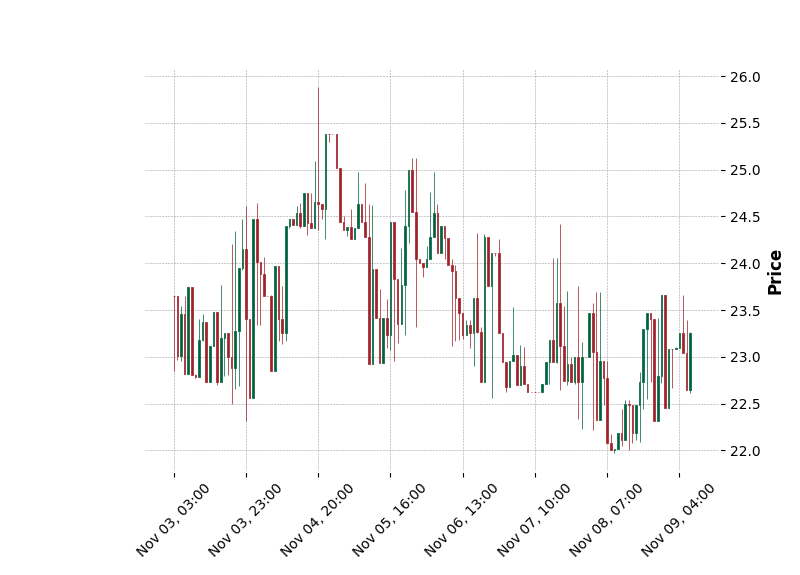 26.0
25.5
25.0
24.5
24.0
23.5
23.0
22.5
22.0
Price
Nov 03, 03:00
Nov 03, 23:00
Nov 04, 20:00
Nov 05, 16:00
Nov 06, 13:00
Nov 07, 10:00
Nov 08, 07:00
Nov 09, 04:00